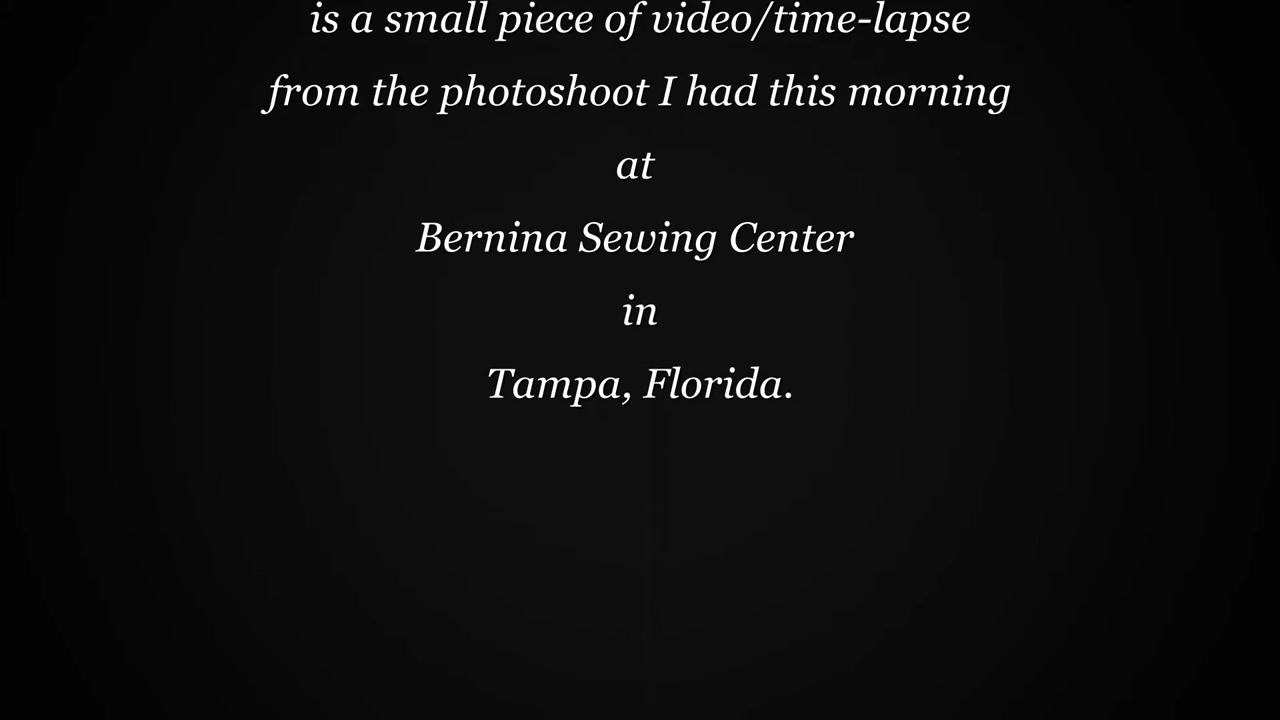 is a small piece of video/time-lapse
from the photoshoot I had this morning
at
Bernina Sewing Center
in
Tampa, Florida.